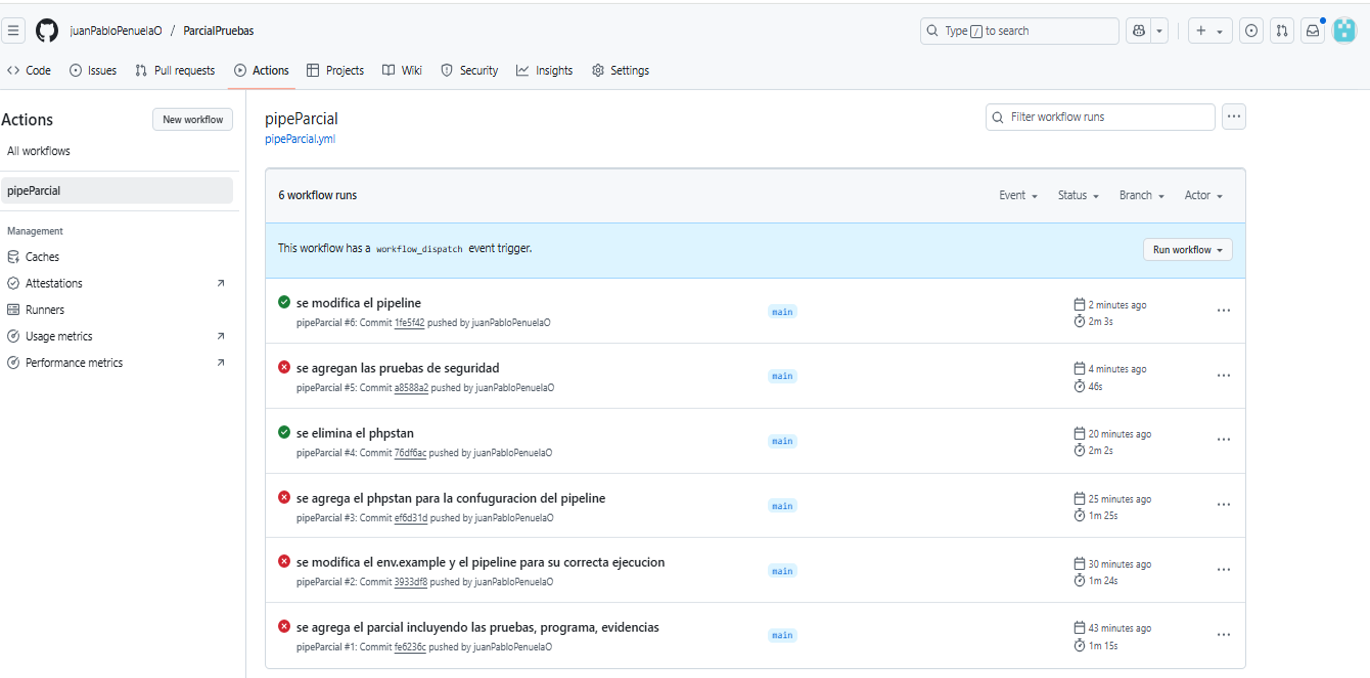 juanPabloPenuelaO / ParcialPruebas
Type / to search
Code Issues Pull requests Actions Projects Wiki Security Insights Settings
Actions
New workflow
All workflows
pipeParcial
Management
Caches
Attestations
Runners
Usage metrics
Performance metrics
pipeParcial
pipeParcial.yml
Filter workflow runs
6 workflow runs
Event Status Branch Actor
This workflow has a workflow_dispatch event trigger.
Run workflow
se modifica el pipeline
pipeParcial #6: Commit 1fe5f42 pushed by juanPabloPenuelaO
main
2 minutes ago
2m 3s
se agregan las pruebas de seguridad
pipeParcial #5: Commit a8588a2 pushed by juanPabloPenuelaO
main
4 minutes ago
46s
se elimina el phpstan
pipeParcial #4: Commit 76df6ac pushed by juanPabloPenuelaO
main
20 minutes ago
2m 2s
se agrega el phpstan para la confuguracion del pipeline
pipeParcial #3: Commit ef6d31d pushed by juanPabloPenuelaO
main
25 minutes ago
1m 25s
se modifica el env.example y el pipeline para su correcta ejecucion
pipeParcial #2: Commit 3933df8 pushed by juanPabloPenuelaO
main
30 minutes ago
1m 24s
se agrega el parcial incluyendo las pruebas, programa, evidencias
pipeParcial #1: Commit fe6236c pushed by juanPabloPenuelaO
main
43 minutes ago
1m 15s